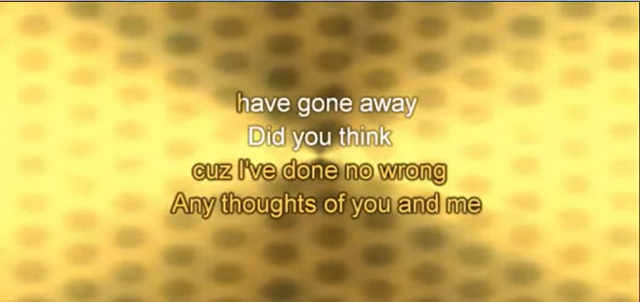 have gone away
Did you think
cuz I've done no wrong
Any thoughts of you and me